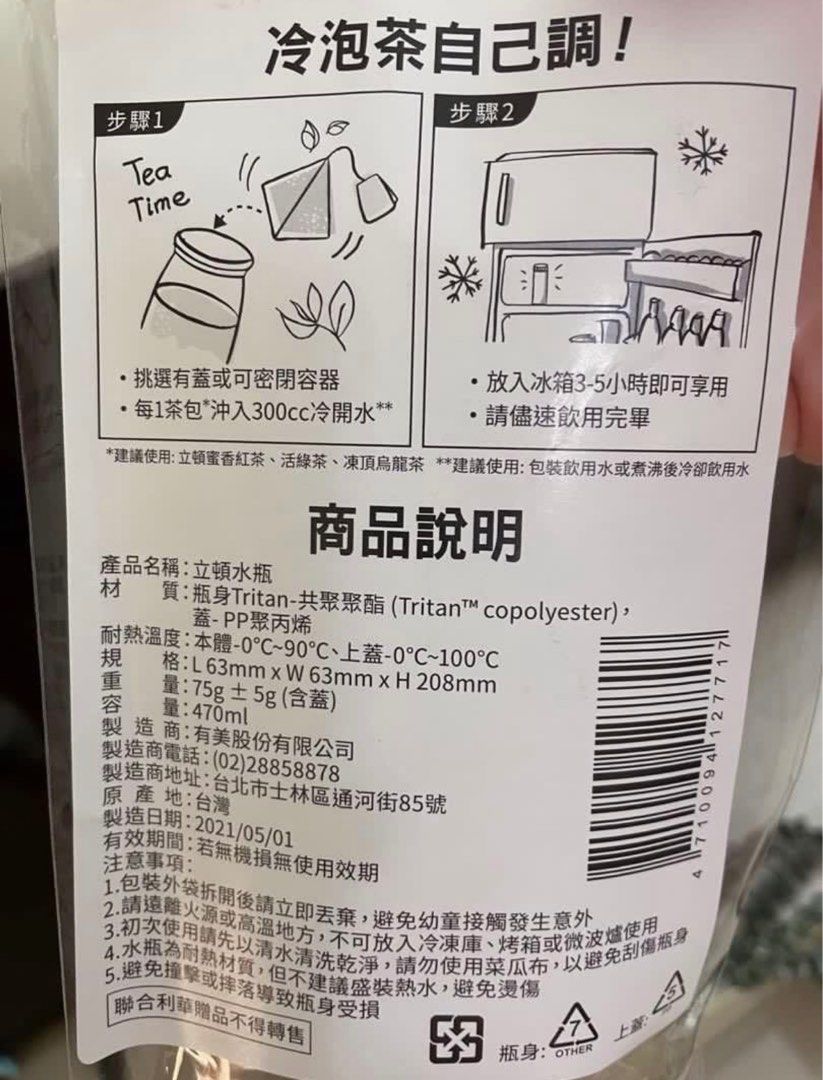 冷泡茶自己調!
步驟1
Tea
Time
・挑選有蓋或可密閉容器
・每1茶包*沖入300cc冷開水**
步驟2
・放入冰箱3-5小時即可享用
・請儘速飲用完畢
*建議使用: 立頓蜜香紅茶、活綠茶、凍頂烏龍茶 **建議使用: 包裝飲用水或煮沸後冷卻飲用水
商品說明
產品名稱:立頓水瓶
材 質:瓶身Tritan-共聚聚酯 (Tritan™ copolyester),
蓋- PP聚丙烯
耐熱溫度:本體-0°C~90°C、上蓋-0°C~100°C
規 格:L 63mm x W 63mm x H 208mm
重 量:75g ± 5g (含蓋)
容 量:470ml
製 造 商:有美股份有限公司
製造商電話:(02)28858878
製造商地址:台北市士林區通河街85號
原 產 地:台灣
製造日期:2021/05/01
有效期間:若無機損無使用效期
注意事項:
1.包裝外袋拆開後請立即丟棄,避免幼童接觸發生意外
2.請遠離火源或高溫地方,不可放入冷凍庫、烤箱或微波爐使用
3.初次使用請先以清水清洗乾淨,請勿使用菜瓜布,以避免刮傷瓶身
4.水瓶為耐熱材質,但不建議盛裝熱水,避免燙傷
5.避免撞擊或摔落導致瓶身受損
聯合利華贈品不得轉售
瓶身: 7 OTHER
上蓋: 5
4 710094 127717